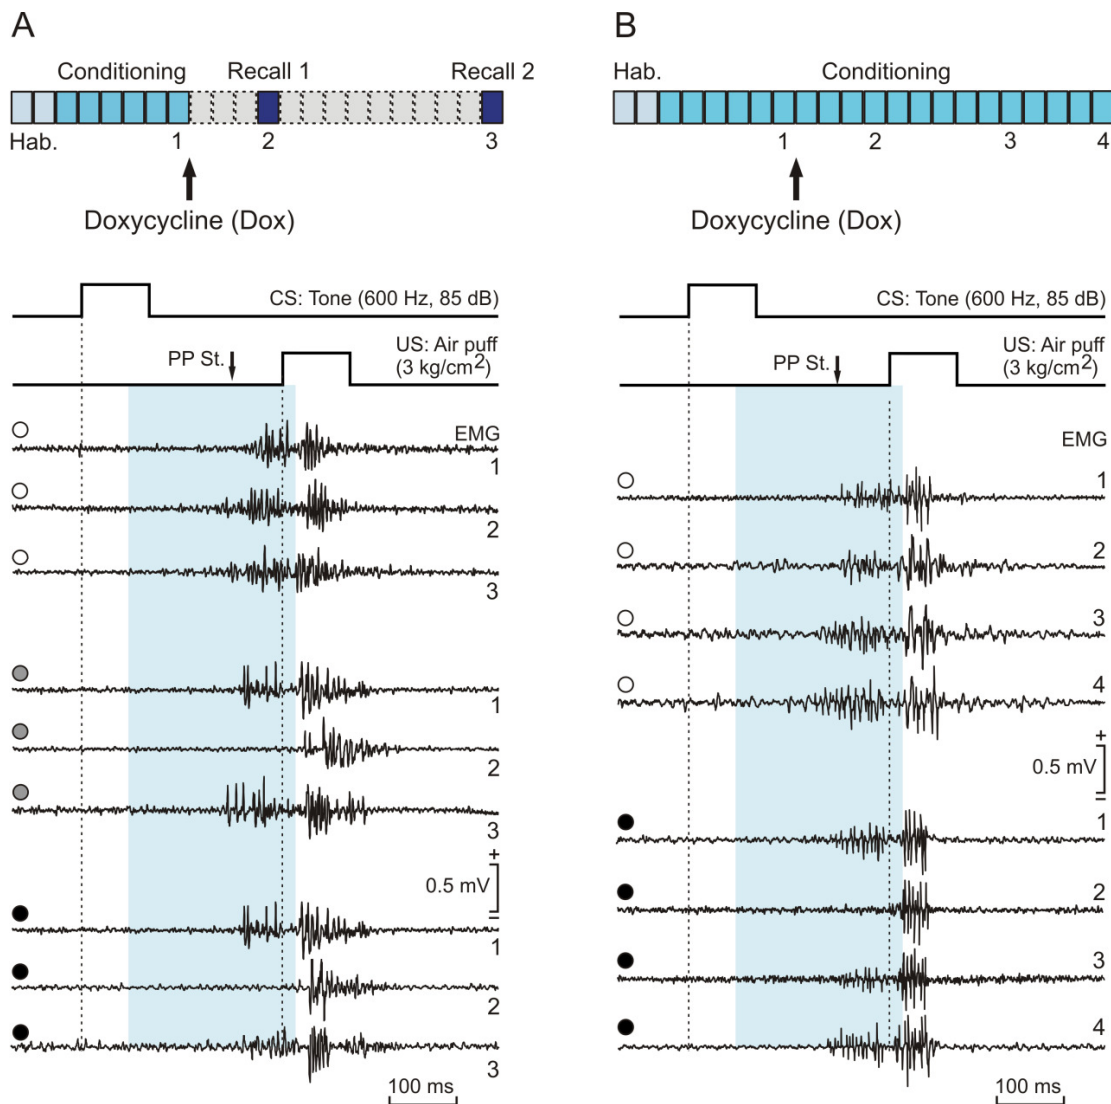 A
Conditioning
Recall 1
Recall 2
Hab.
1
2
3
Doxycycline (Dox)
CS: Tone (600 Hz, 85 dB)
US: Air puff
(3 kg/cm2)
PP St.
EMG
1
2
3
1
2
3
+
0.5 mV
−
1
2
3
100 ms
B
Hab.
Conditioning
1
2
3
4
Doxycycline (Dox)
CS: Tone (600 Hz, 85 dB)
US: Air puff
(3 kg/cm2)
PP St.
EMG
1
2
3
4
+
0.5 mV
−
1
2
3
4
100 ms